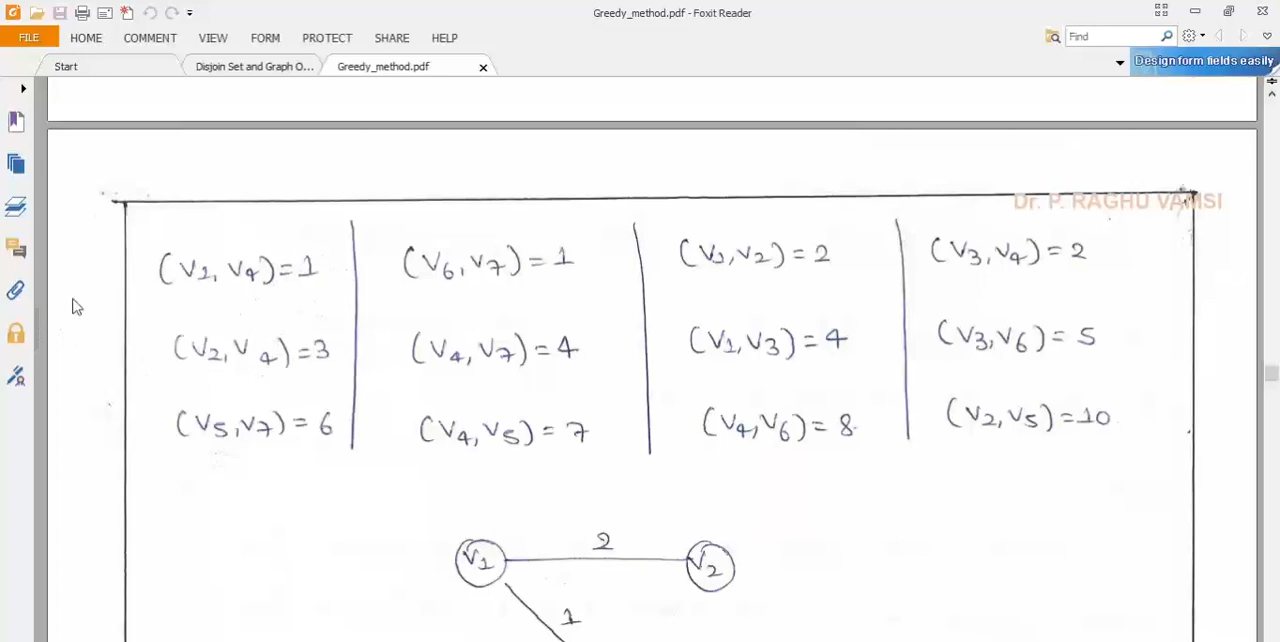 Greedy_method.pdf - Foxit Reader
FILE HOME COMMENT VIEW FORM PROTECT SHARE HELP
Find
Start Disjoin Set and Graph O... Greedy_method.pdf
Design form fields easily
Dr. P. RAGHU VAMSI
(V1, V4)=1 (V6, V7)=1 (V1, V2)=2 (V3, V4)=2
(V2, V4)=3 (V4, V7)=4 (V1, V3)=4 (V3, V6)=5
(V5, V7)=6 (V4, V5)=7 (V4, V6)=8 (V2, V5)=10
2
V1 V2
1